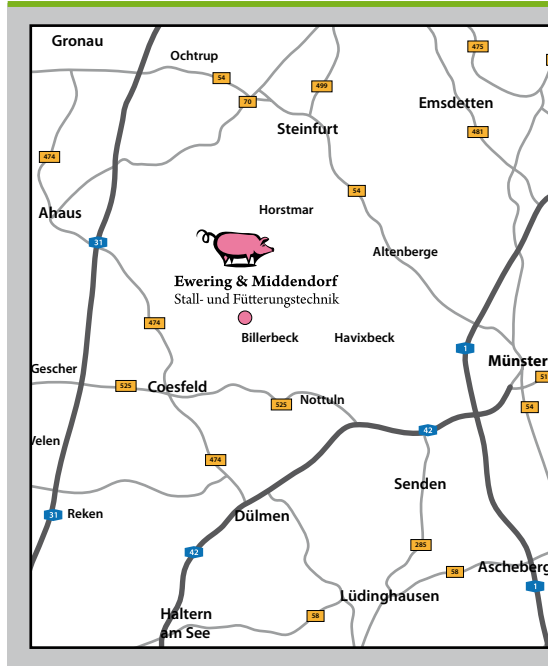 Gronau
475
Ochtrup
54
499
70
Emsdetten
Steinfurt
481
474
54
Horstmar
Ahaus
31
Altenberge
Ewering & Middendorf
Stall- und Fütterungstechnik
474
Billerbeck
Havixbeck
1
Münster
Gescher
525
Coesfeld
51
Nottuln
525
54
42
Velen
474
Senden
31
Reken
Dülmen
285
42
58
Ascheberg
1
Lüdinghausen
58
Haltern
am See